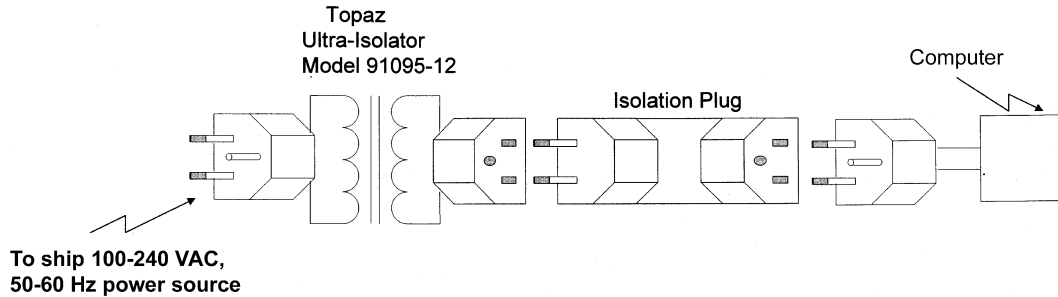 Topaz
Ultra-Isolator
Model 91095-12
Computer
Isolation Plug
To ship 100-240 VAC,
50-60 Hz power source